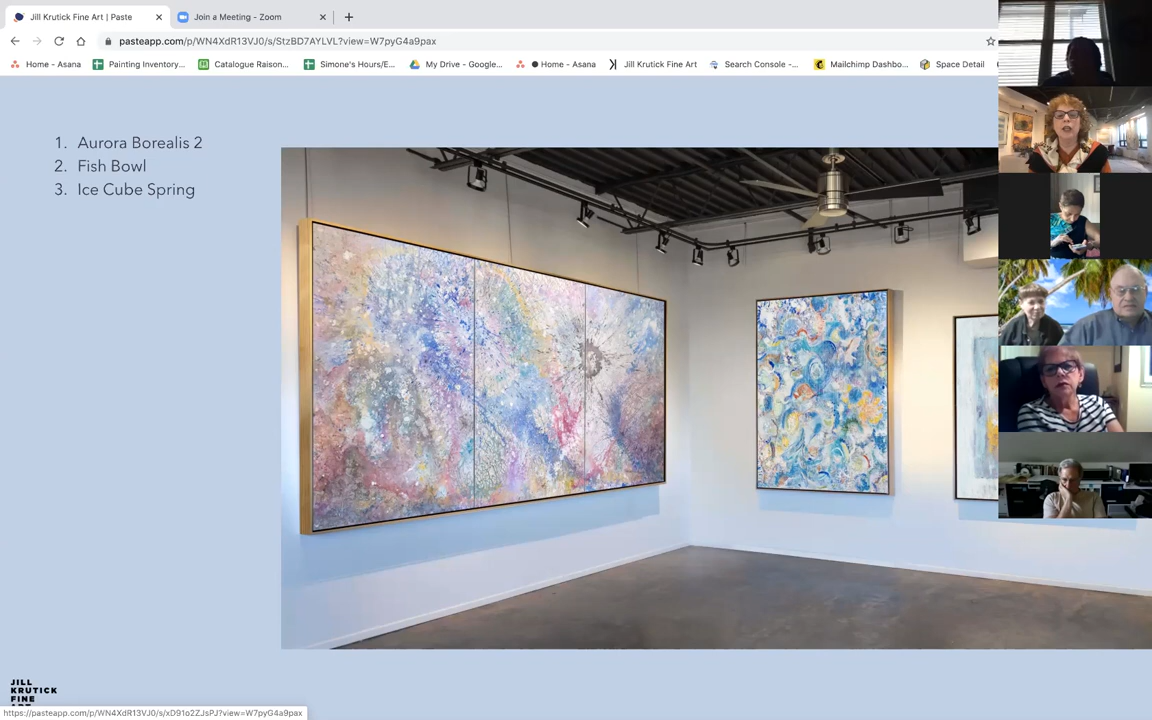 Jill Krutick Fine Art | Paste
Join a Meeting - Zoom
pasteapp.com/p/WN4XdR13VJ0/s/StzBD7AYLVL?view=W7pyG4a9pax
Home - Asana
Painting Inventory...
Catalogue Raison...
Simone's Hours/E...
My Drive - Google...
Home - Asana
Jill Krutick Fine Art
Search Console -...
Mailchimp Dashbo...
Space Detail
1. Aurora Borealis 2
2. Fish Bowl
3. Ice Cube Spring
JILL
KRUTICK
FINE
https://pasteapp.com/p/WN4XdR13VJ0/s/xD91o2ZJsPJ?view=W7pyG4a9pax